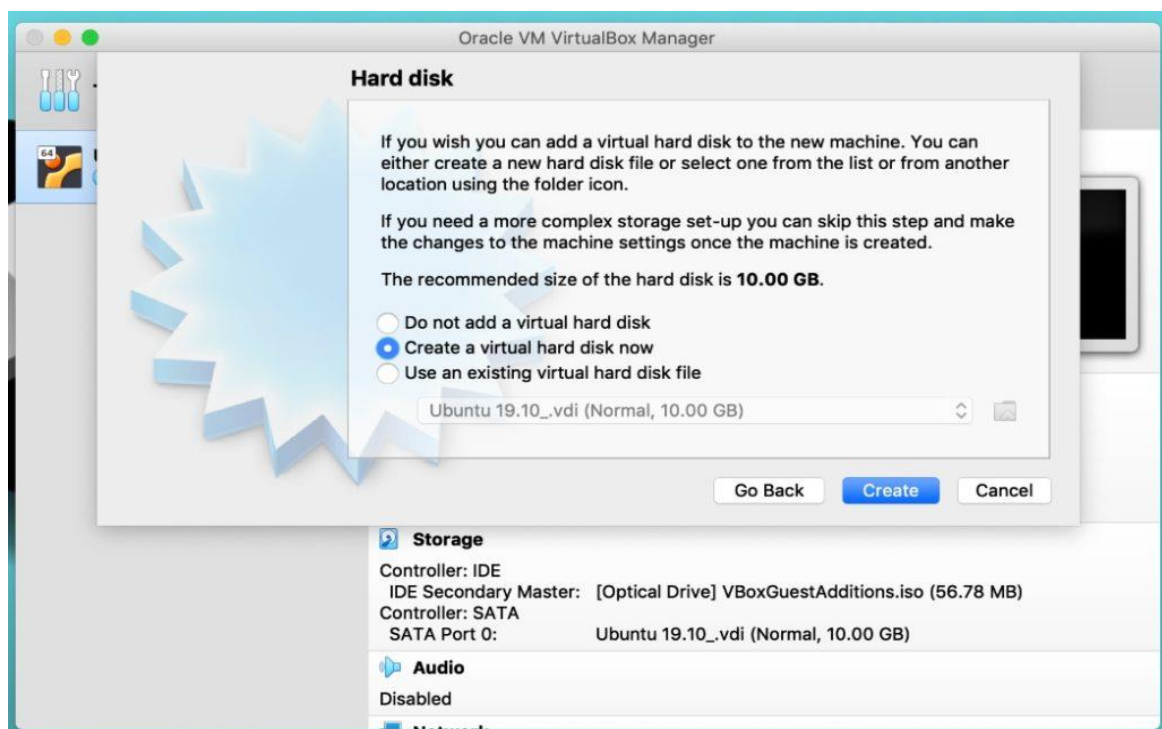 Oracle VM VirtualBox Manager
Hard disk
64
If you wish you can add a virtual hard disk to the new machine. You can
either create a new hard disk file or select one from the list or from another
location using the folder icon.
If you need a more complex storage set-up you can skip this step and make
the changes to the machine settings once the machine is created.
The recommended size of the hard disk is 10.00 GB.
Do not add a virtual hard disk
Create a virtual hard disk now
Use an existing virtual hard disk file
Ubuntu 19.10_.vdi (Normal, 10.00 GB)
Go Back Create Cancel
Storage
Controller: IDE
IDE Secondary Master: [Optical Drive] VBoxGuestAdditions.iso (56.78 MB)
Controller: SATA
SATA Port 0: Ubuntu 19.10_.vdi (Normal, 10.00 GB)
Audio
Disabled